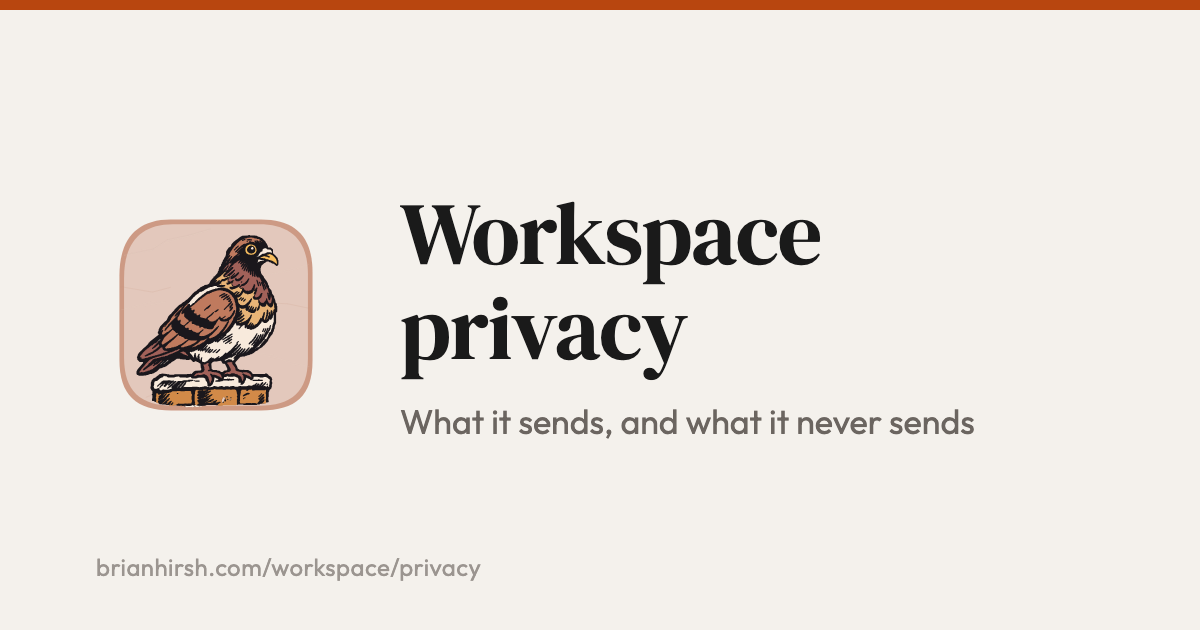 Workspace
privacy
What it sends, and what it never sends
brianhirsh.com/workspace/privacy